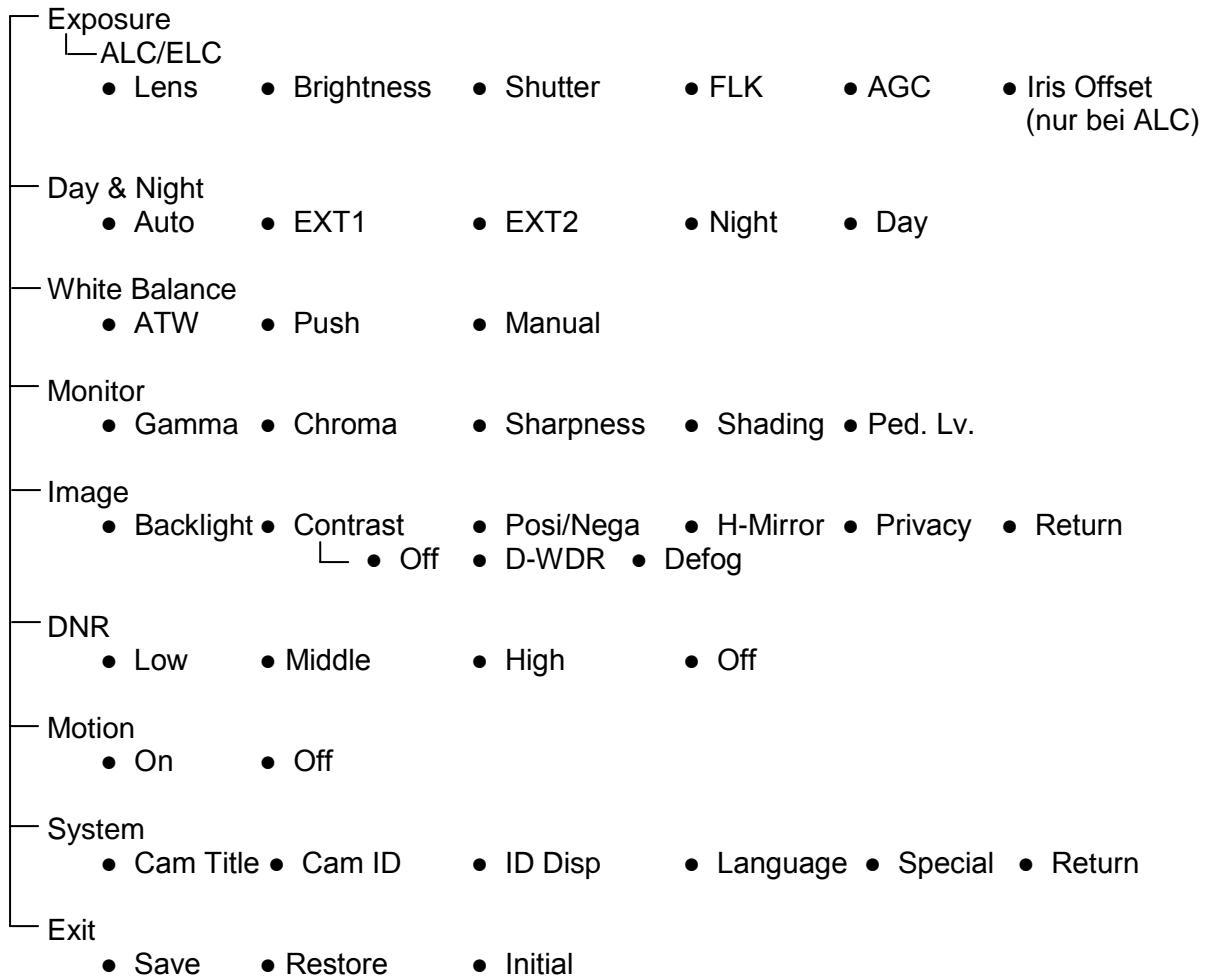 Exposure
ALC/ELC
● Lens ● Brightness ● Shutter ● FLK ● AGC ● Iris Offset
(nur bei ALC)
Day & Night
● Auto ● EXT1 ● EXT2 ● Night ● Day
White Balance
● ATW ● Push ● Manual
Monitor
● Gamma ● Chroma ● Sharpness ● Shading ● Ped. Lv.
Image
● Backlight ● Contrast ● Posi/Nega ● H-Mirror ● Privacy ● Return
● Off ● D-WDR ● Defog
DNR
● Low ● Middle ● High ● Off
Motion
● On ● Off
System
● Cam Title ● Cam ID ● ID Disp ● Language ● Special ● Return
Exit
● Save ● Restore ● Initial